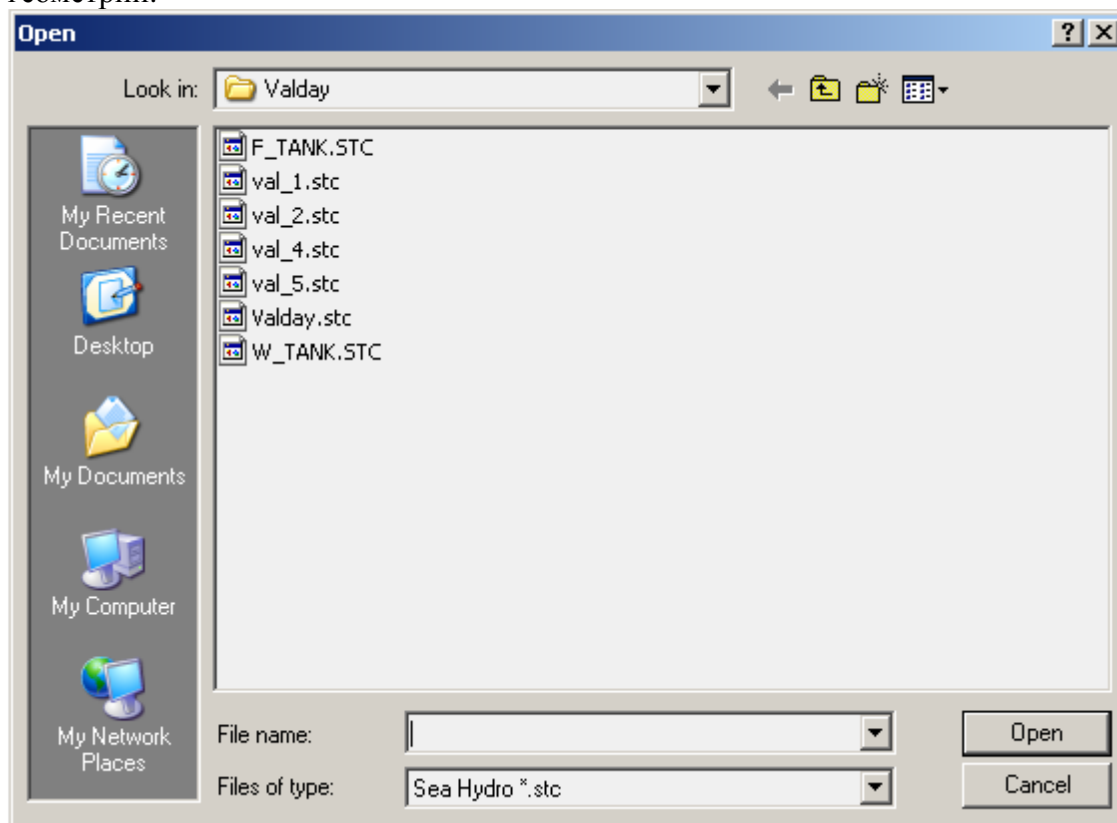 геометрии.
Open
Look in: Valday
F_TANK.STC
val_1.stc
val_2.stc
val_4.stc
val_5.stc
Valday.stc
W_TANK.STC
My Recent
Documents
Desktop
My Documents
My Computer
My Network
Places
File name:
Open
Files of type: Sea Hydro *.stc
Cancel